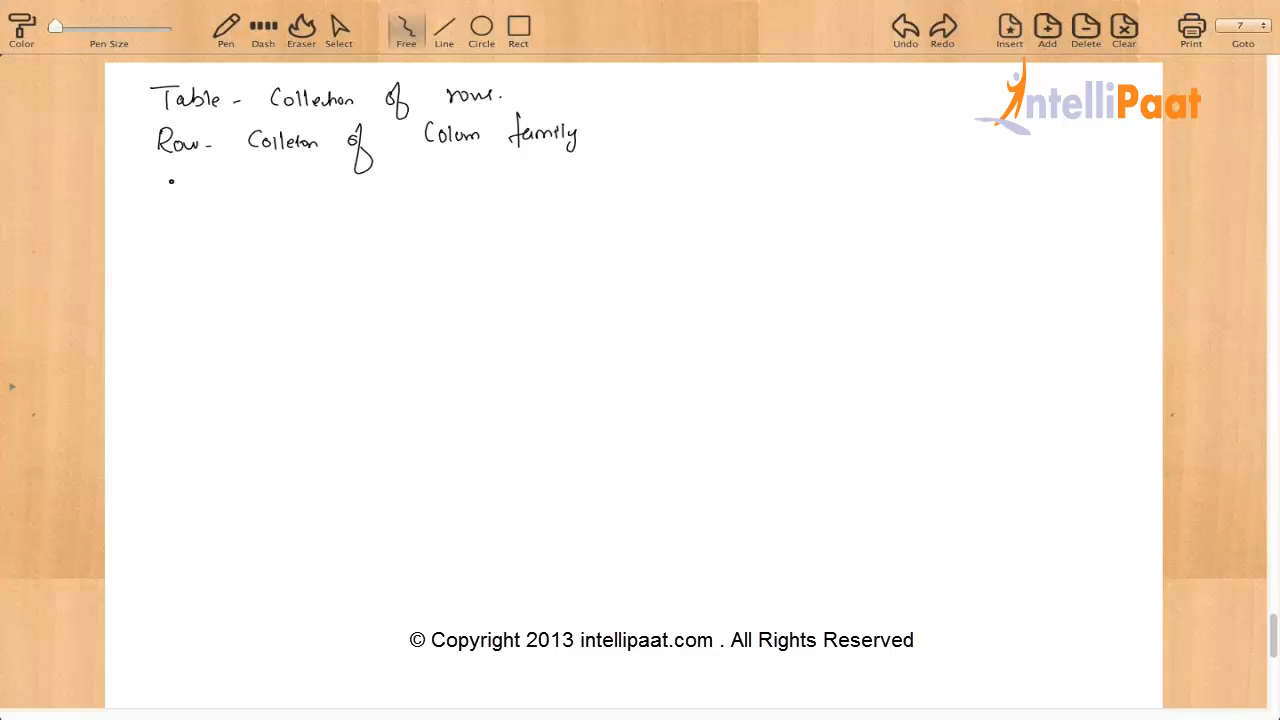 Color Pen Size Pen Dash Eraser Select Free Line Circle Rect Undo Redo Insert Add Delete Clear Print 7 Goto
IntelliPaat
Table - Collection of rows.
Row - Colleton of Colum family
© Copyright 2013 intellipaat.com . All Rights Reserved